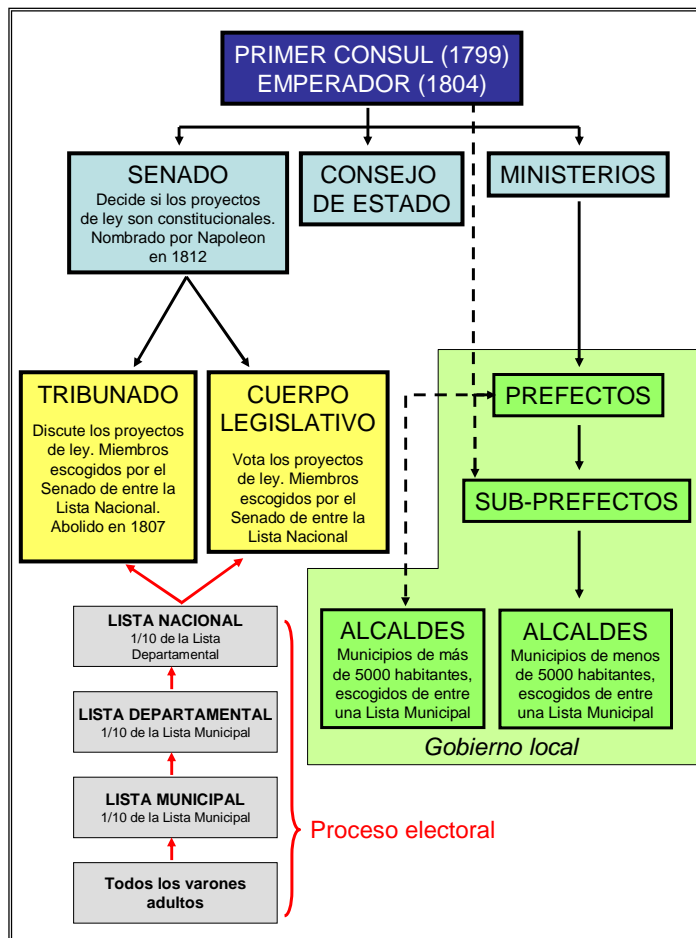 PRIMER CONSUL (1799)
EMPERADOR (1804)
SENADO
Decide si los proyectos
de ley son constitucionales.
Nombrado por Napoleon
en 1812
CONSEJO
DE ESTADO
MINISTERIOS
TRIBUNADO
Discute los proyectos
de ley. Miembros
escogidos por el
Senado de entre la
Lista Nacional.
Abolido en 1807
CUERPO
LEGISLATIVO
Vota los proyectos
de ley. Miembros
escogidos por el
Senado de entre la
Lista Nacional
PREFECTOS
SUB-PREFECTOS
ALCALDES
Municipios de más
de 5000 habitantes,
escogidos de entre
una Lista Municipal
ALCALDES
Municipios de menos
de 5000 habitantes,
escogidos de entre
una Lista Municipal
Gobierno local
LISTA NACIONAL
1/10 de la Lista
Departamental
LISTA DEPARTAMENTAL
1/10 de la Lista Municipal
LISTA MUNICIPAL
1/10 de la Lista Municipal
Todos los varones
adultos
Proceso electoral